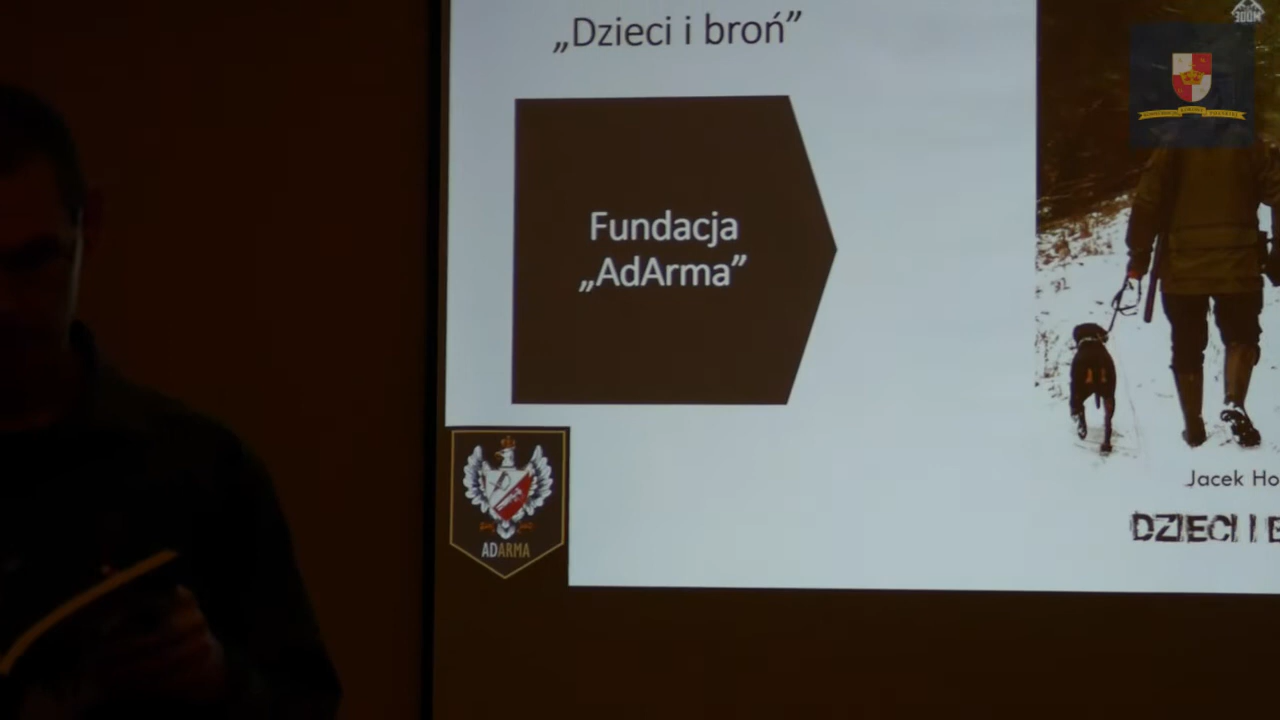 „Dzieci i broń”
Fundacja
„AdArma”
ADARMA
Jacek Ho
DZIECI I